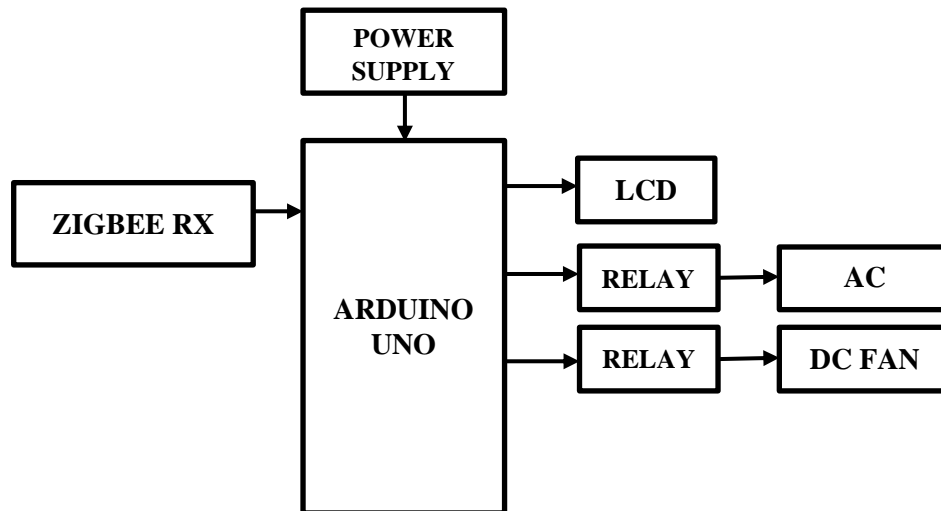 POWER
SUPPLY
ZIGBEE RX
ARDUINO
UNO
LCD
RELAY
AC
RELAY
DC FAN